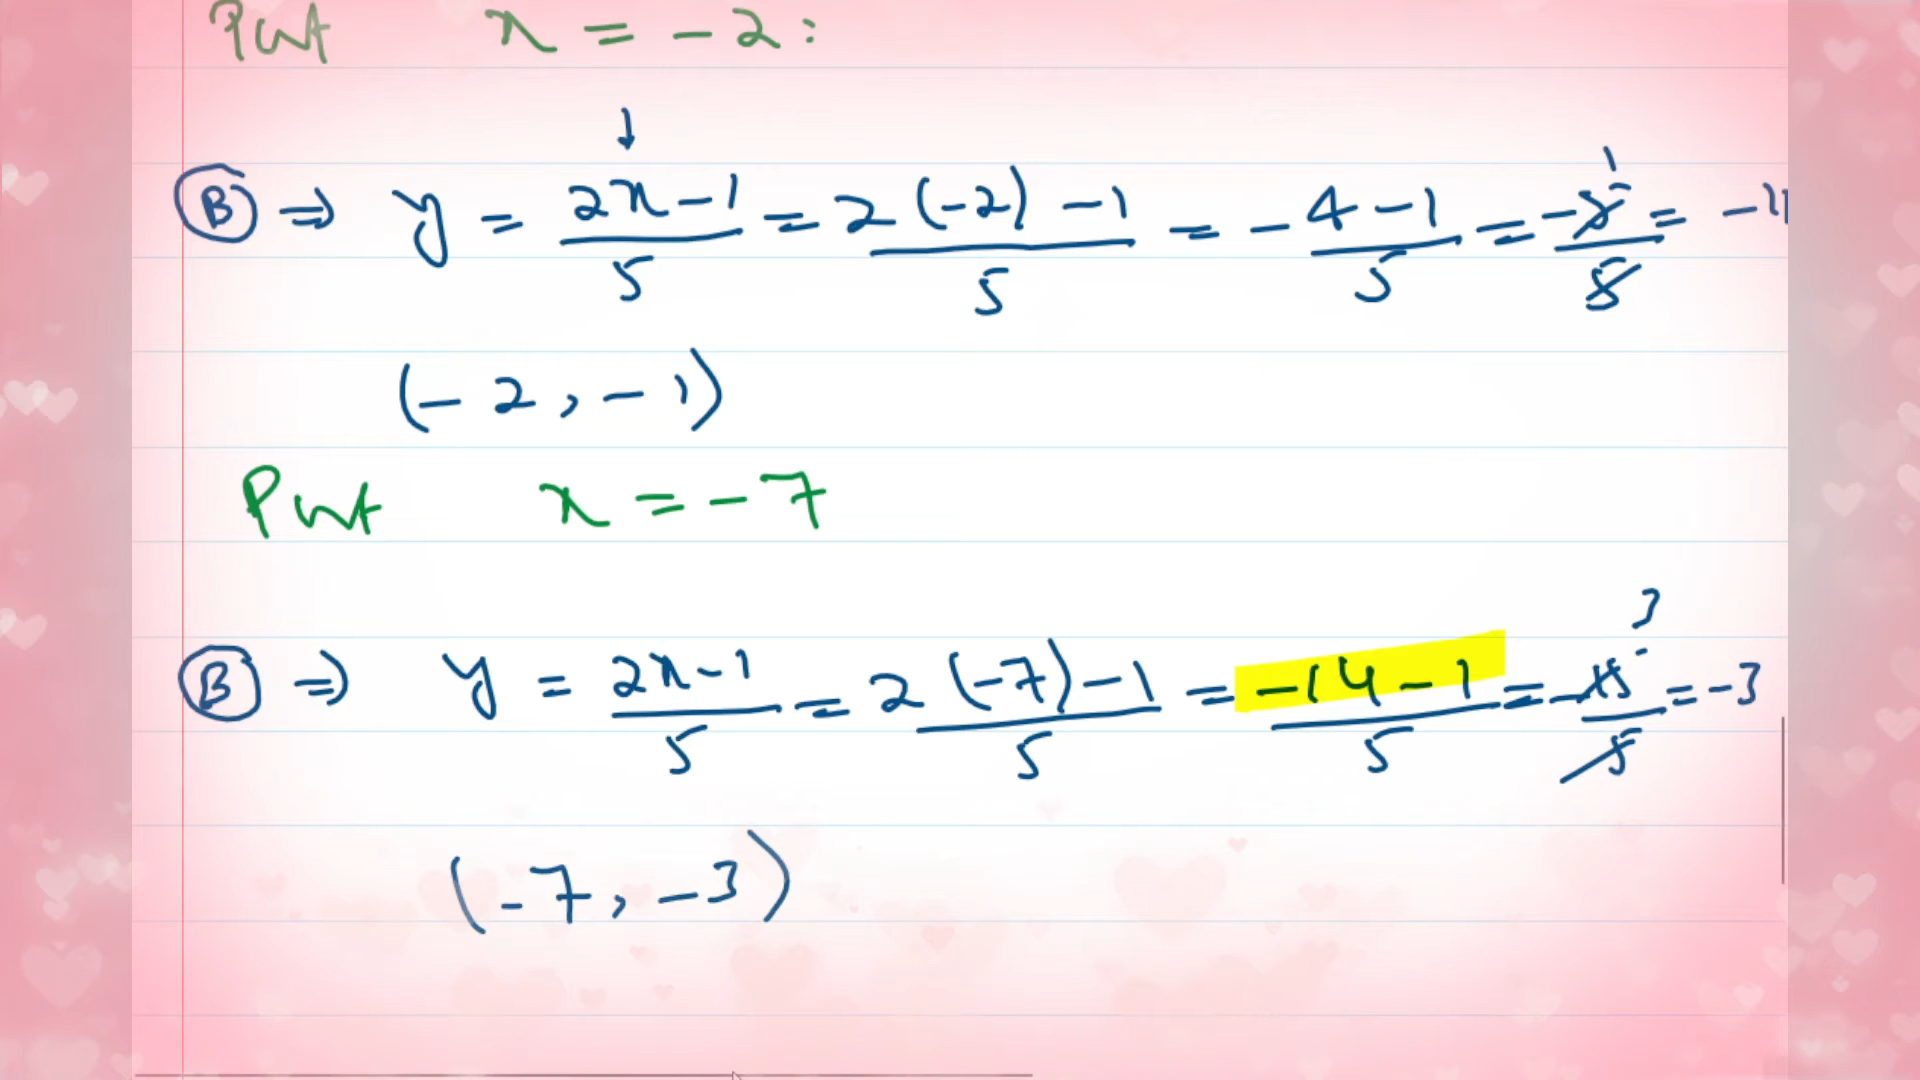 Put x = -2:
Ⓑ ⇒ y = 2x-1/5 = 2(-2)-1/5 = -4-1/5 = -5/5 = -1
(-2, -1)
Put x = -7
Ⓑ ⇒ y = 2x-1/5 = 2(-7)-1/5 = -14-1/5 = -15/5 = -3
(-7, -3)